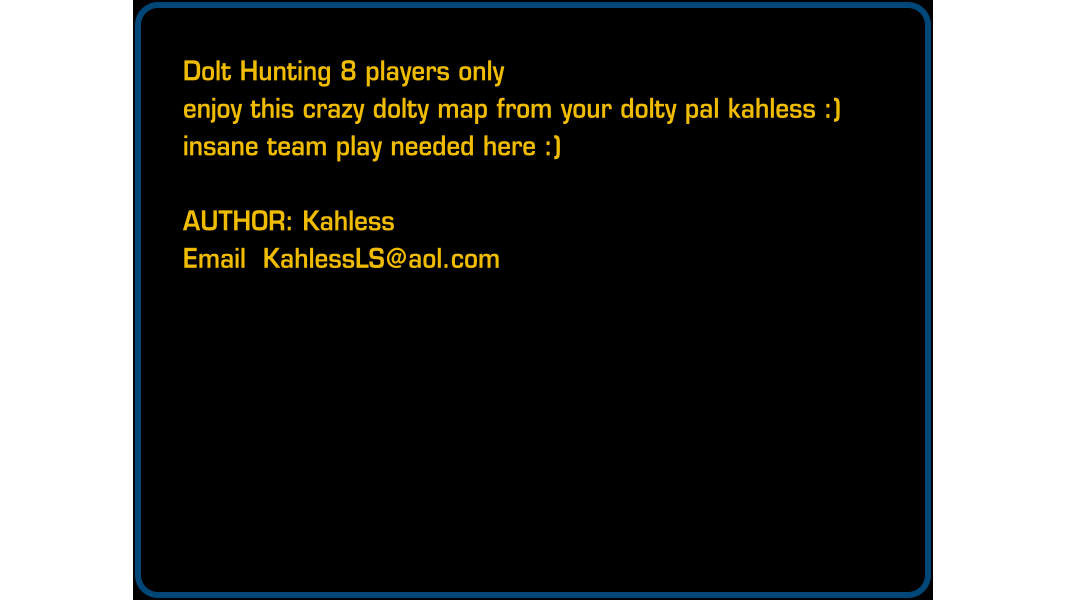 Dolt Hunting 8 players only
enjoy this crazy dolty map from your dolty pal kahless :)
insane team play needed here :)
AUTHOR: Kahless
Email  KahlessLS@aol.com